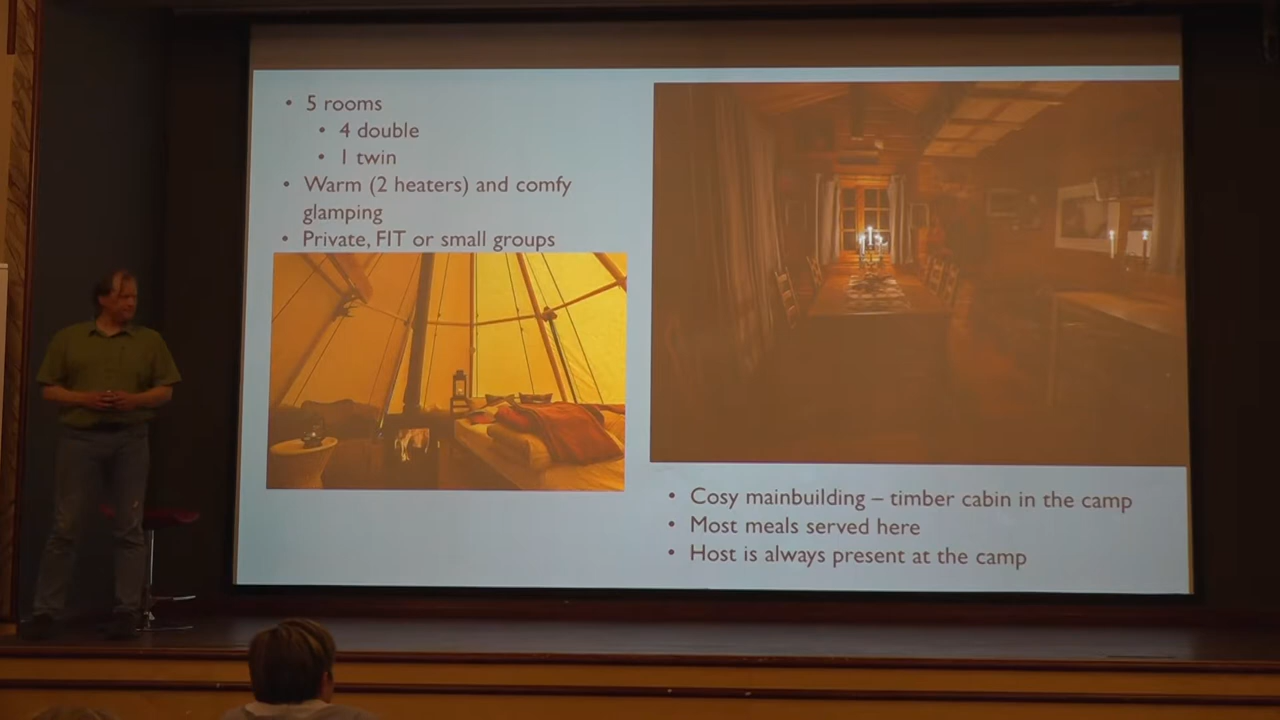 • 5 rooms
• 4 double
• 1 twin
• Warm (2 heaters) and comfy
glamping
• Private, FIT or small groups
• Cosy mainbuilding – timber cabin in the camp
• Most meals served here
• Host is always present at the camp